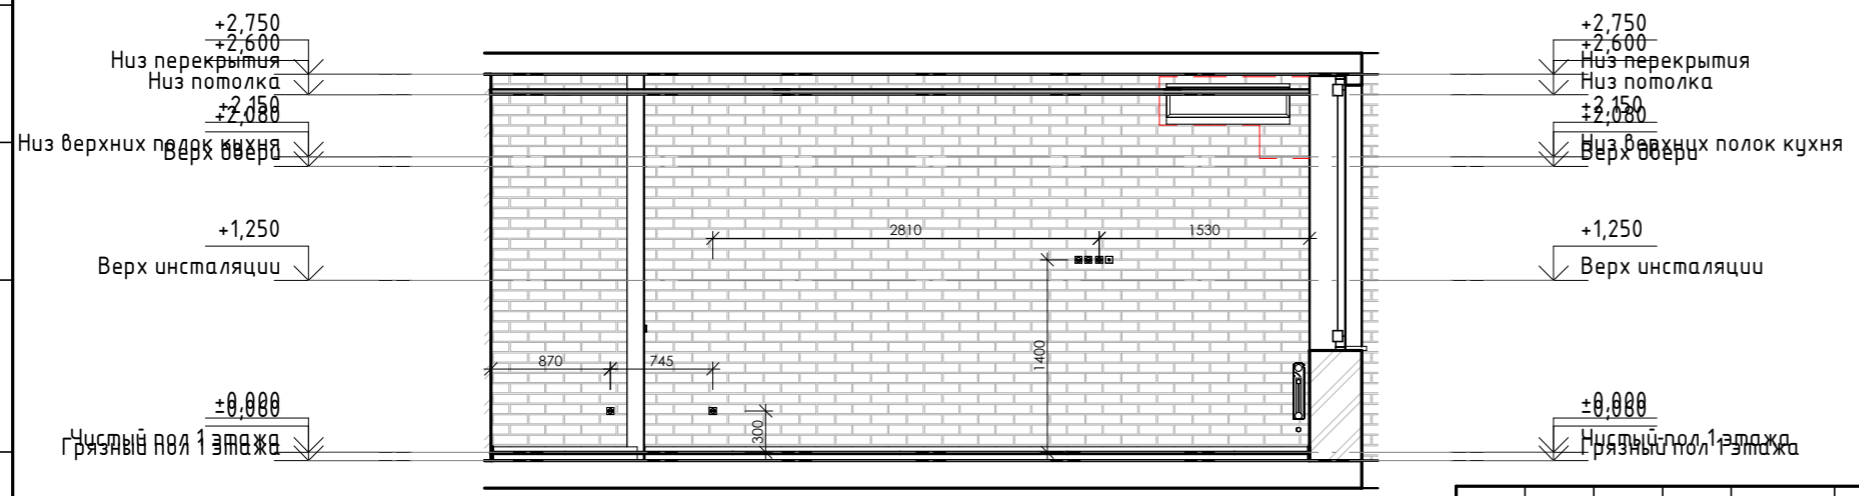 +2,750
+2,600
Низ перекрытия
Низ потолка
+2,150
+2,080
Низ верхних полок кухня
Верх двери
+1,250
Верх инсталяции
±0,000
-0,060
Чистый пол 1 этажа
Грязный пол 1 этажа
2810
1530
1400
870
745
300
+2,750
+2,600
Низ перекрытия
Низ потолка
+2,150
+2,080
Низ верхних полок кухня
Верх двери
+1,250
Верх инсталяции
±0,000
-0,060
Чистый пол 1 этажа
Грязный пол 1 этажа